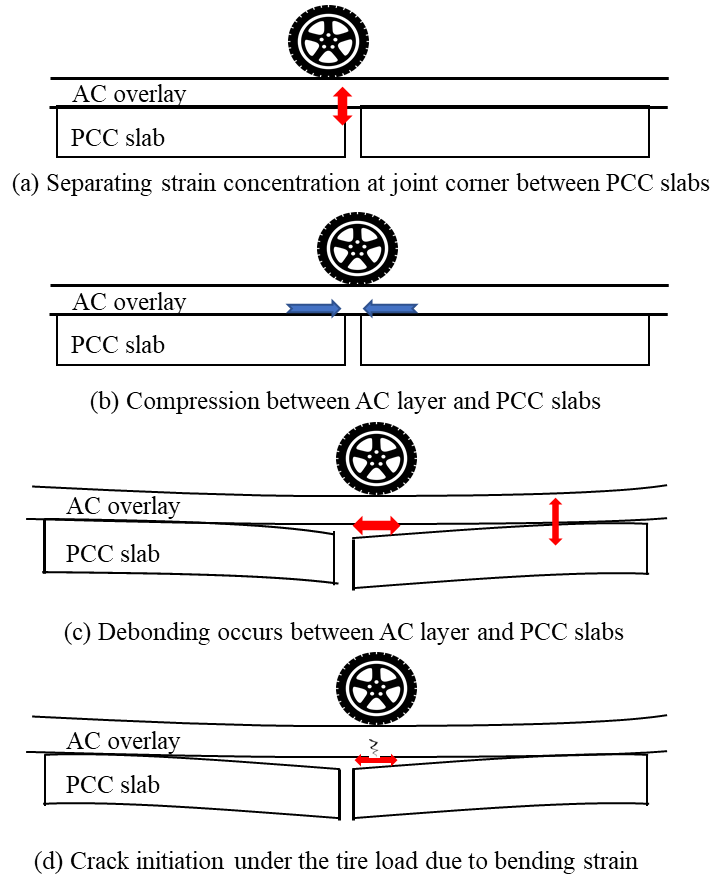 AC overlay
PCC slab
(a) Separating strain concentration at joint corner between PCC slabs
AC overlay
PCC slab
(b) Compression between AC layer and PCC slabs
AC overlay
PCC slab
(c) Debonding occurs between AC layer and PCC slabs
AC overlay
PCC slab
(d) Crack initiation under the tire load due to bending strain